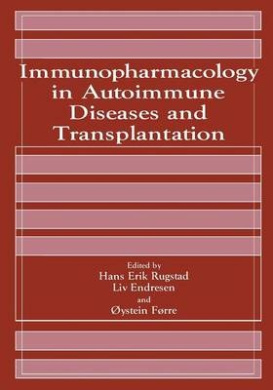 Immunopharmacology
in Autoimmune
Diseases and
Transplantation
Edited by
Hans Erik Rugstad
Liv Endresen
and
Øystein Førre